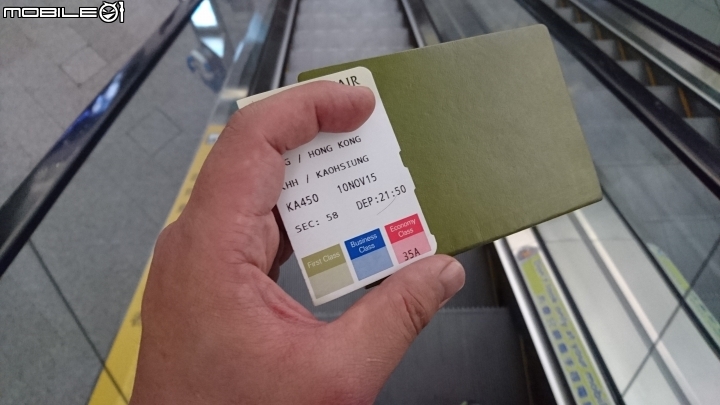 MOBILE01
AIR
G / HONG KONG
KHH / KAOHSIUNG
KA450 10NOV15
SEC: 58 DEP:21:50
First Class
Business Class
Economy Class
35A